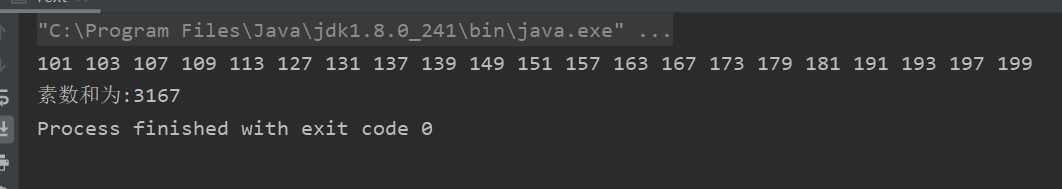 "C:\Program Files\Java\jdk1.8.0_241\bin\java.exe" ...
101 103 107 109 113 127 131 137 139 149 151 157 163 167 173 179 181 191 193 197 199
素数和为:3167
Process finished with exit code 0